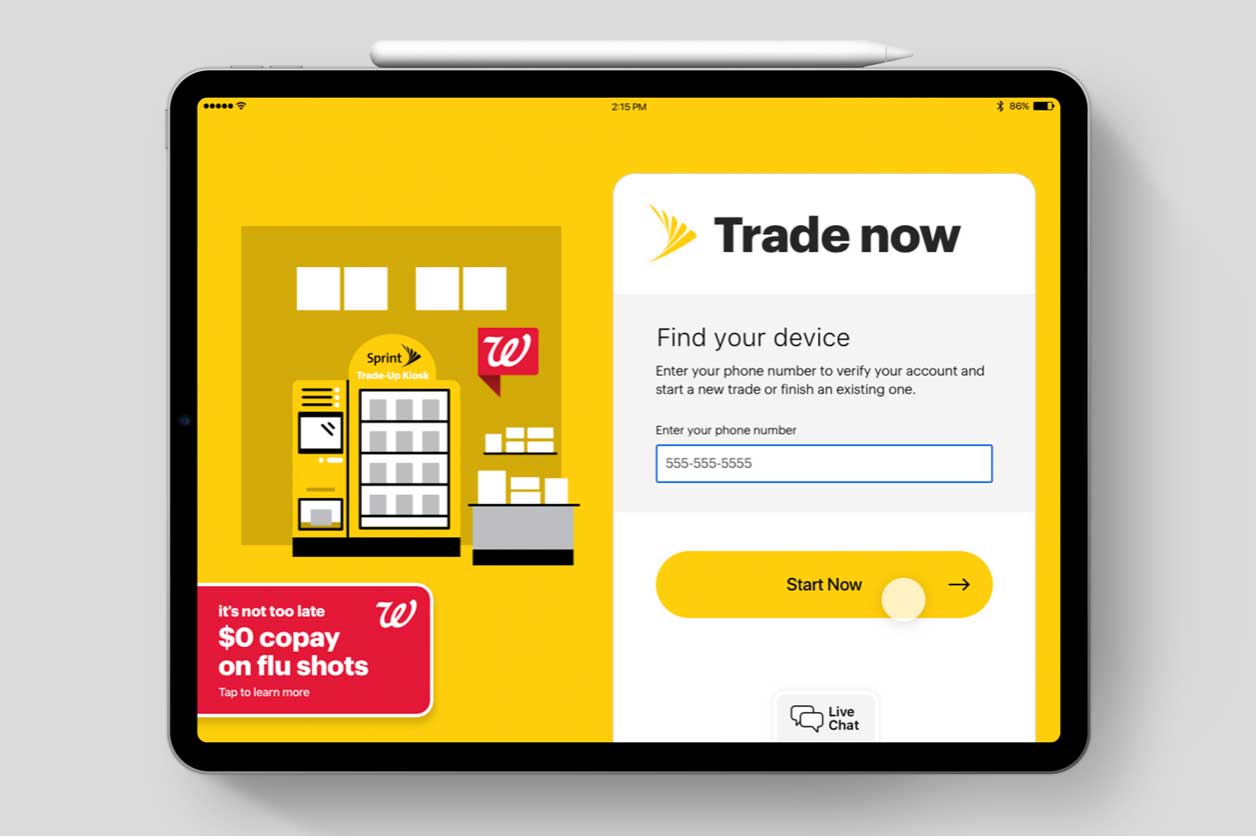 2:15 PM
86%
Sprint
Trade-Up Kiosk
W
it's not too late
W
$0 copay
on flu shots
Tap to learn more
Trade now
Find your device
Enter your phone number to verify your account and
start a new trade or finish an existing one.
Enter your phone number
555-555-5555
Start Now
Live
Chat